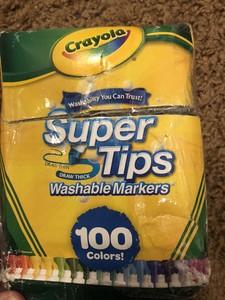 Crayola
Washability You Can Trust!
Super
Tips
DRAW THIN
DRAW THICK
Washable Markers
100
Colors!